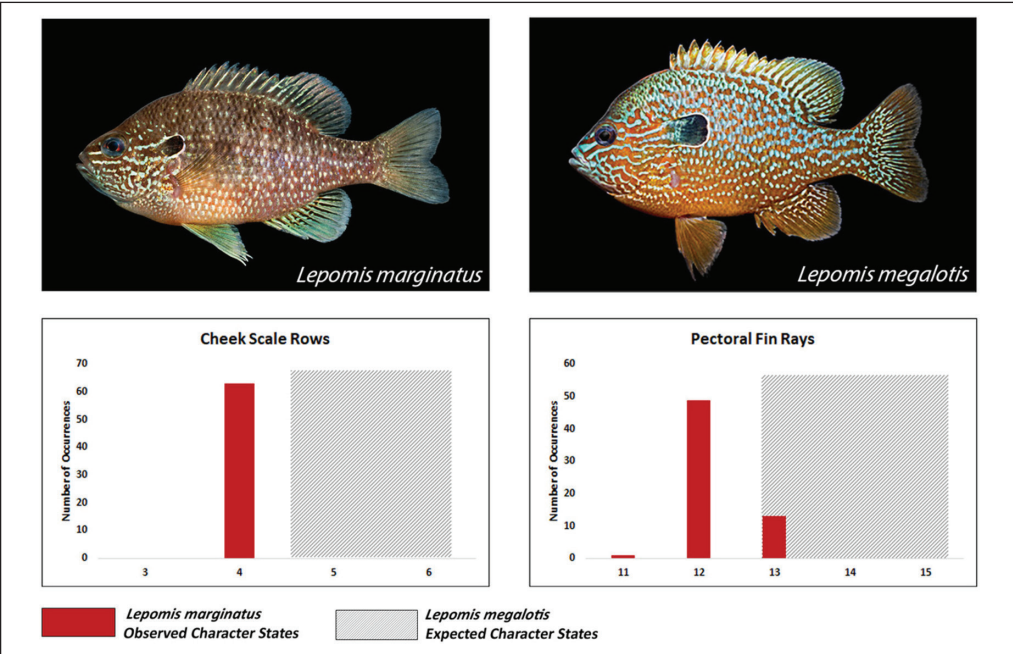 Lepomis marginatus
Lepomis megalotis
Cheek Scale Rows
Number of Occurrences
70
60
50
40
30
20
10
0
3 4 5 6
Pectoral Fin Rays
Number of Occurrences
60
50
40
30
20
10
0
11 12 13 14 15
Lepomis marginatus
Observed Character States
Lepomis megalotis
Expected Character States